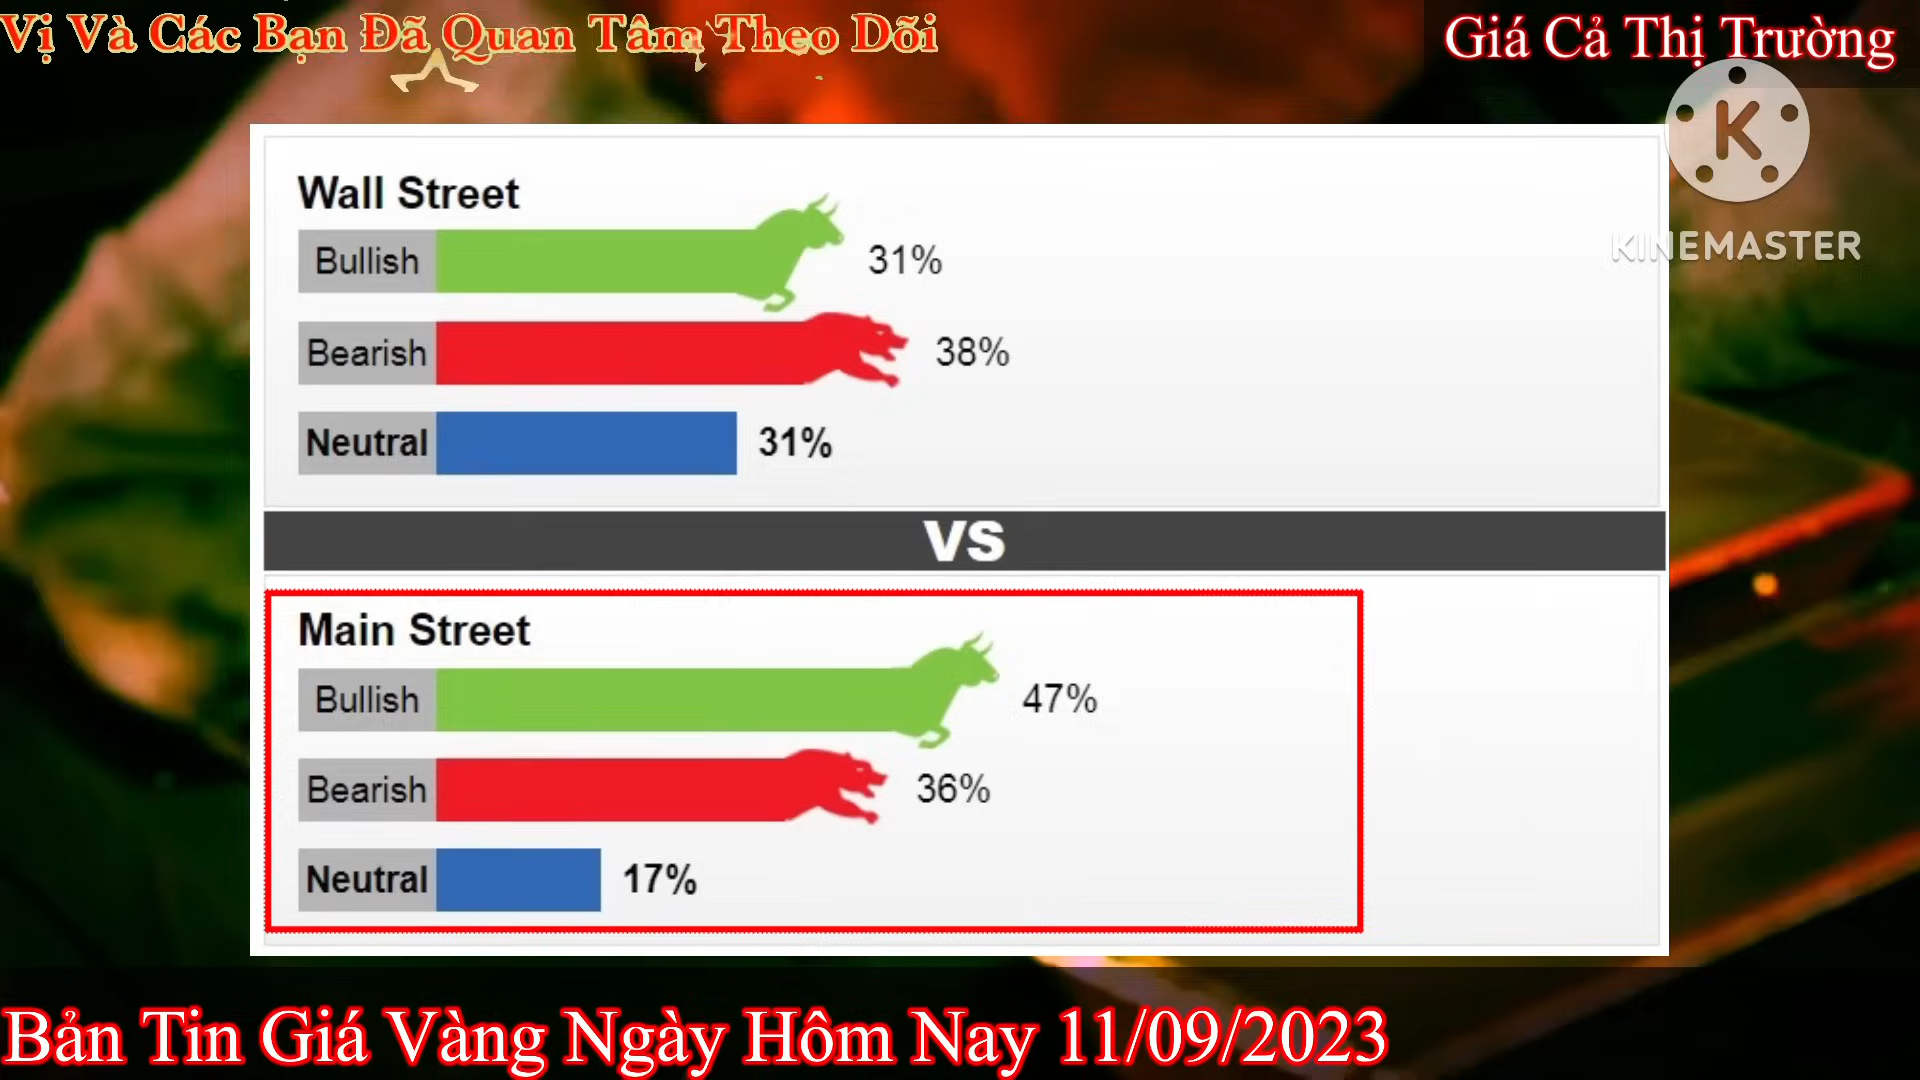 Vị Và Các Bạn Đã Quan Tâm Theo Dõi
Giá Cả Thị Trường
K
KINEMASTER
Wall Street
Bullish 31%
Bearish 38%
Neutral 31%
VS
Main Street
Bullish 47%
Bearish 36%
Neutral 17%
Bản Tin Giá Vàng Ngày Hôm Nay 11/09/2023